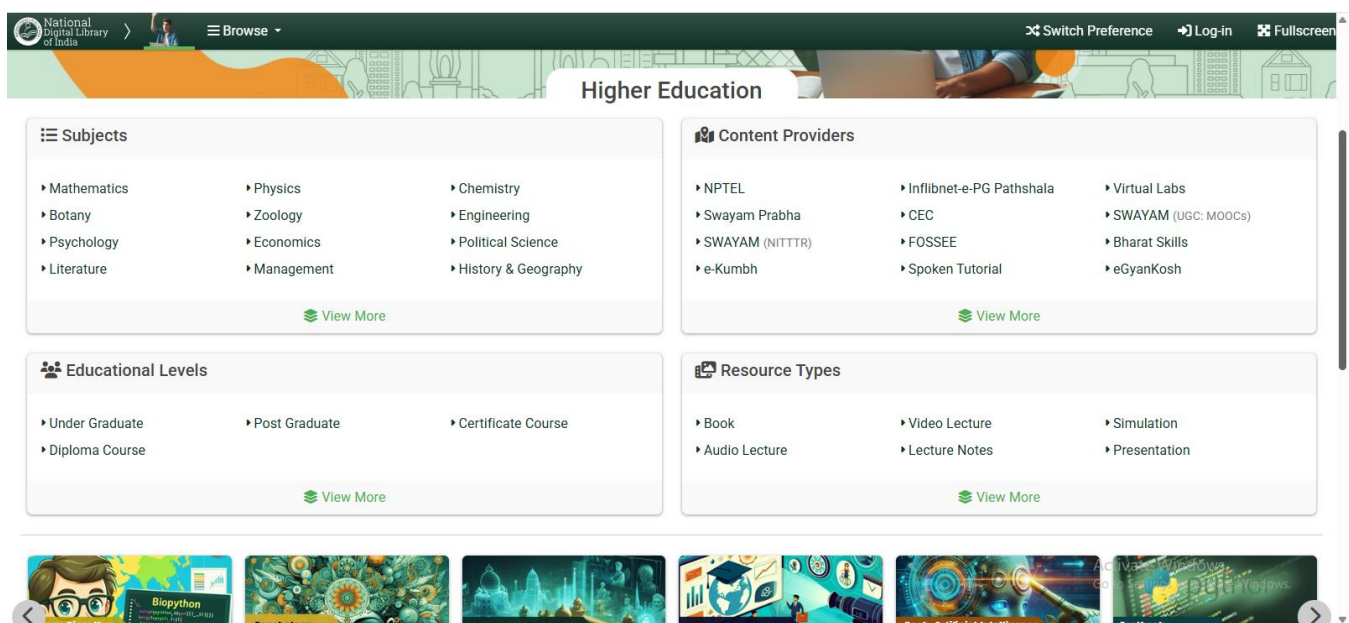 National
Digital Library
of India
Browse
Switch Preference
Log-in
Fullscreen
Higher Education
Subjects
Mathematics
Physics
Chemistry
Botany
Zoology
Engineering
Psychology
Economics
Political Science
Literature
Management
History & Geography
View More
Content Providers
NPTEL
Inflibnet-e-PG Pathshala
Virtual Labs
Swayam Prabha
CEC
SWAYAM (UGC: MOOCs)
SWAYAM (NITTTR)
FOSSEE
Bharat Skills
e-Kumbh
Spoken Tutorial
eGyanKosh
View More
Educational Levels
Under Graduate
Post Graduate
Certificate Course
Diploma Course
View More
Resource Types
Book
Video Lecture
Simulation
Audio Lecture
Lecture Notes
Presentation
View More
Biopython
Activate Windows